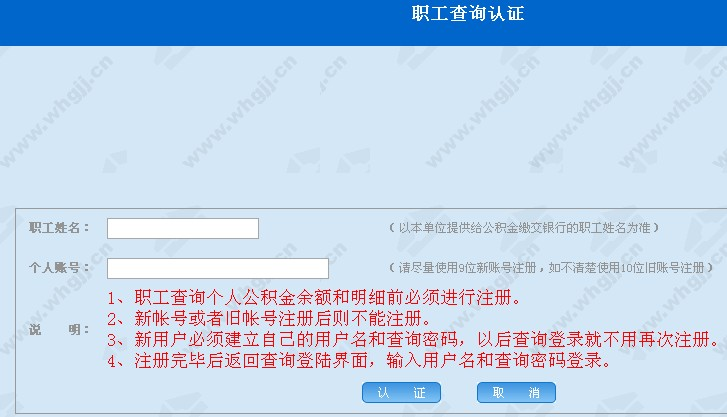 职工查询认证
www.whgjj.cn
职工姓名：
（以本单位提供给公积金缴交银行的职工姓名为准）
个人账号：
（请尽量使用9位新账号注册，如不清楚使用10位旧账号注册）
说 明：
1、职工查询个人公积金余额和明细前必须进行注册。
2、新帐号或者旧帐号注册后则不能注册。
3、新用户必须建立自己的用户名和查询密码，以后查询登录就不用再次注册。
4、注册完毕后返回查询登陆界面，输入用户名和查询密码登录。
认 证
取 消